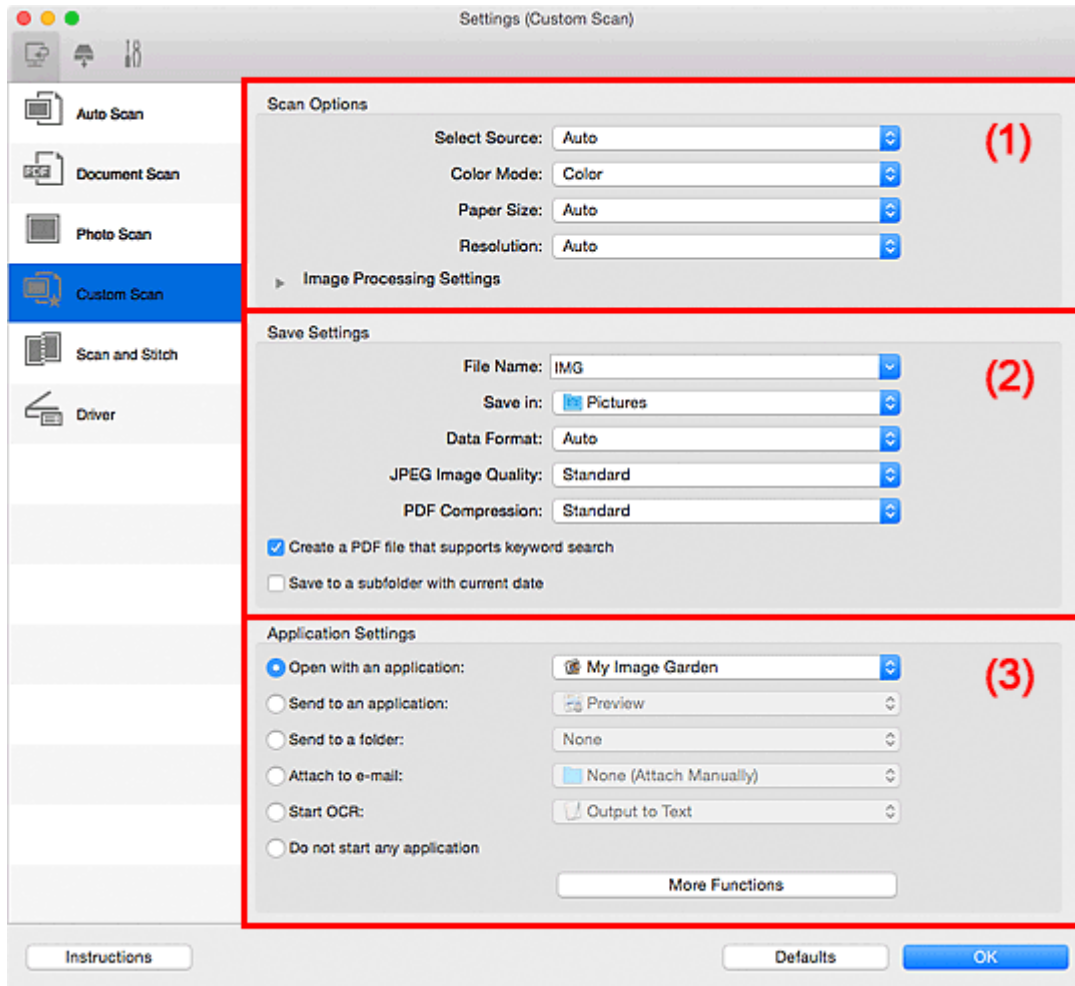 Settings (Custom Scan)
Auto Scan
Document Scan
Photo Scan
Custom Scan
Scan and Stitch
Driver
Scan Options
(1)
Select Source: Auto
Color Mode: Color
Paper Size: Auto
Resolution: Auto
Image Processing Settings
Save Settings
(2)
File Name: IMG
Save in: Pictures
Data Format: Auto
JPEG Image Quality: Standard
PDF Compression: Standard
Create a PDF file that supports keyword search
Save to a subfolder with current date
Application Settings
(3)
Open with an application: My Image Garden
Send to an application: Preview
Send to a folder: None
Attach to e-mail: None (Attach Manually)
Start OCR: Output to Text
Do not start any application
More Functions
Instructions
Defaults
OK